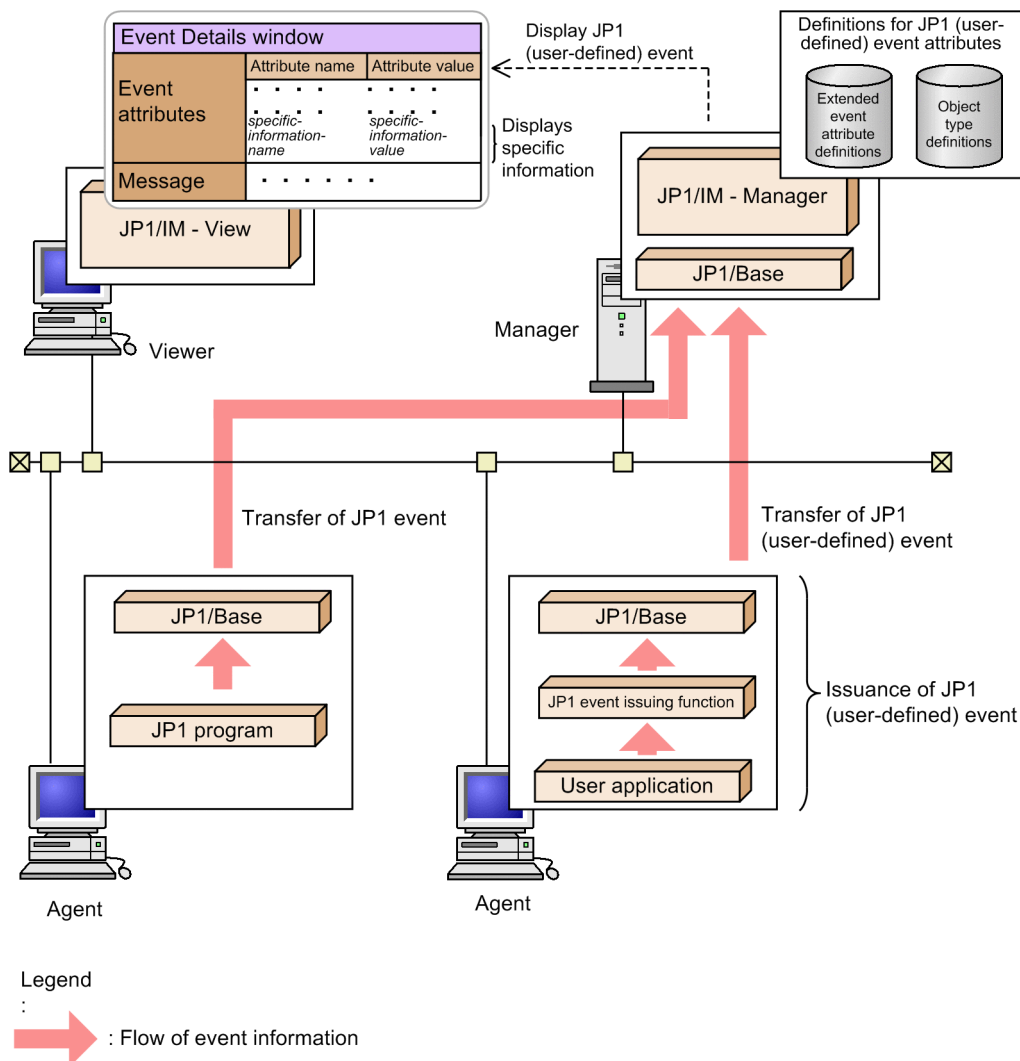 Event Details window
Attribute name
Attribute value
Event
attributes
specific-
information-
name
specific-
information-
value
Message
Display JP1
(user-defined) event
Displays
specific
information
Definitions for JP1 (user-
defined) event attributes
Extended
event
attribute
definitions
Object
type
definitions
JP1/IM - View
JP1/IM - Manager
JP1/Base
Viewer
Manager
Transfer of JP1 event
Transfer of JP1
(user-defined) event
JP1/Base
JP1 program
JP1/Base
JP1 event issuing function
User application
Issuance of JP1
(user-defined) event
Agent
Agent
Legend
:
: Flow of event information